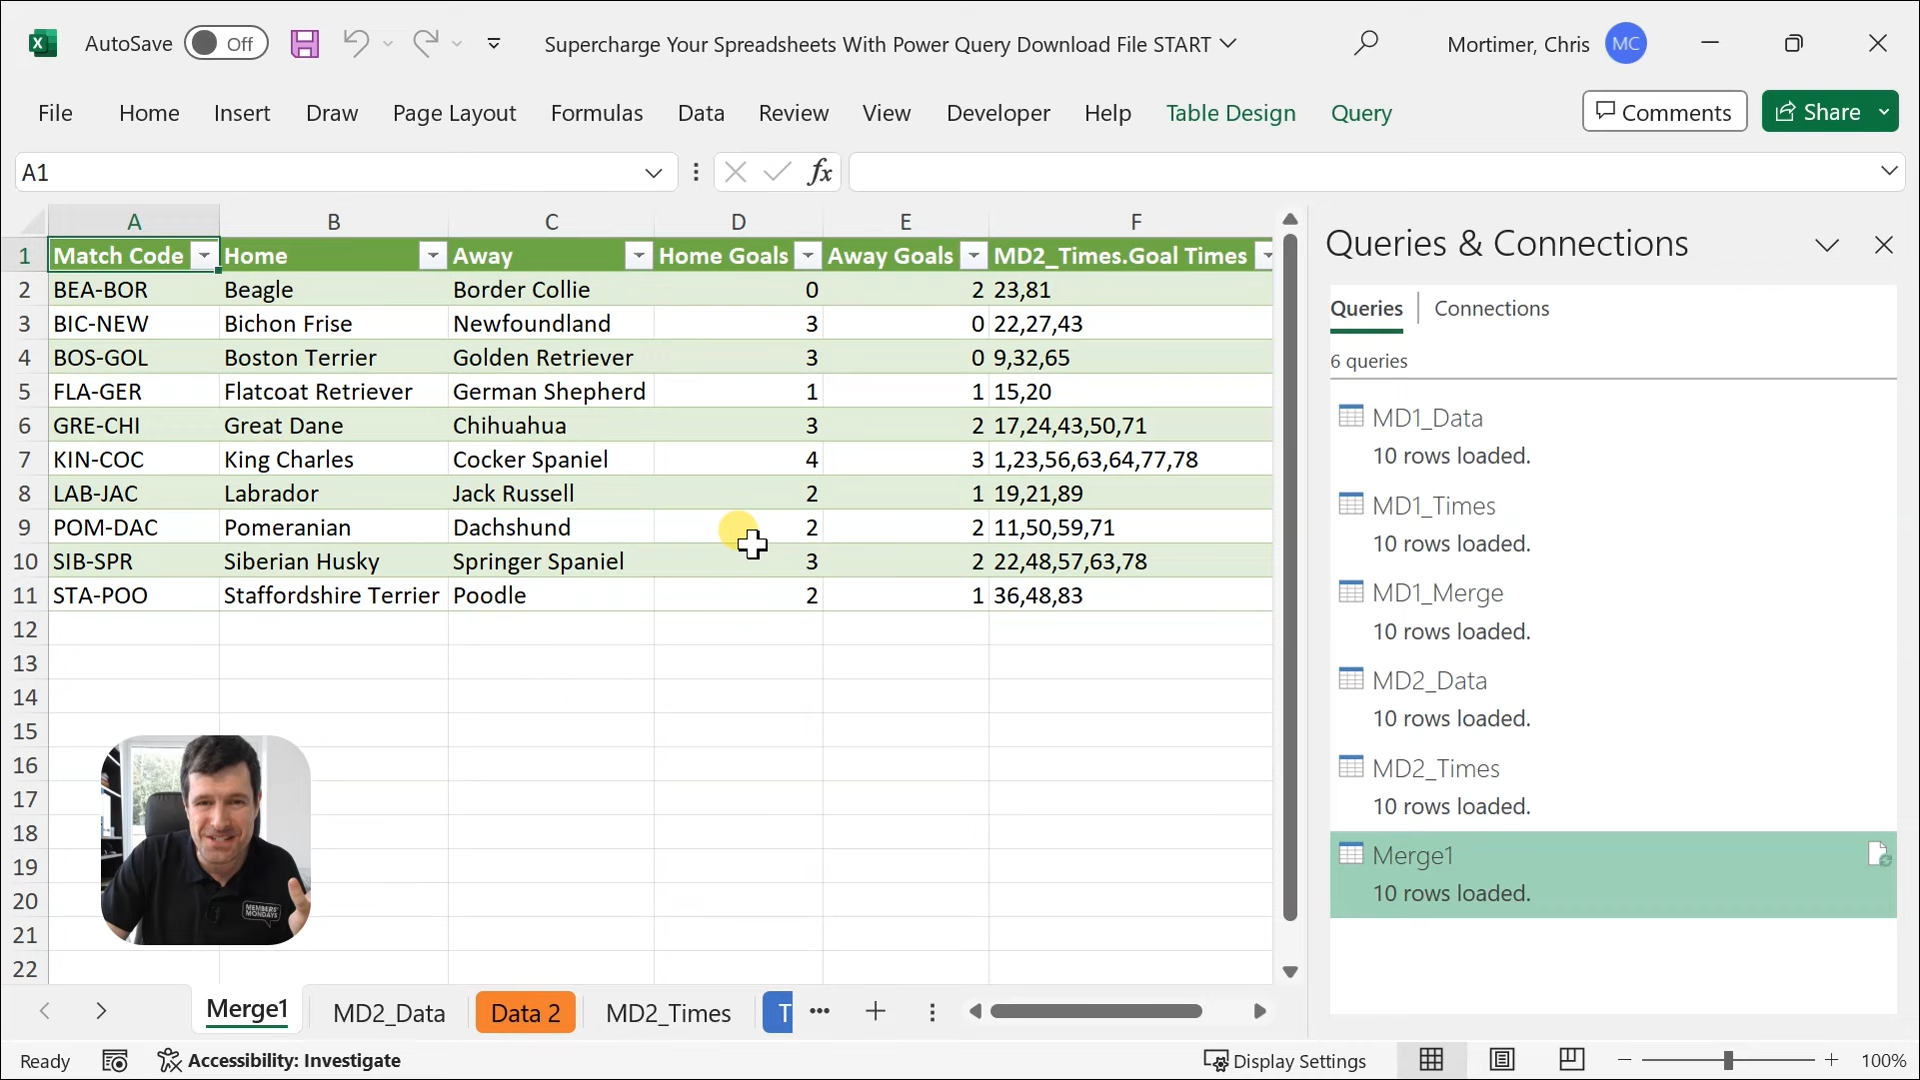 AutoSave Off Supercharge Your Spreadsheets With Power Query Download File START Mortimer, Chris MC
File Home Insert Draw Page Layout Formulas Data Review View Developer Help Table Design Query Comments Share
A1 fx
A B C D E F
1 Match Code Home Away Home Goals Away Goals MD2_Times.Goal Times
2 BEA-BOR Beagle Border Collie 0 2 23,81
3 BIC-NEW Bichon Frise Newfoundland 3 0 22,27,43
4 BOS-GOL Boston Terrier Golden Retriever 3 0 9,32,65
5 FLA-GER Flatcoat Retriever German Shepherd 1 1 15,20
6 GRE-CHI Great Dane Chihuahua 3 2 17,24,43,50,71
7 KIN-COC King Charles Cocker Spaniel 4 3 1,23,56,63,64,77,78
8 LAB-JAC Labrador Jack Russell 2 1 19,21,89
9 POM-DAC Pomeranian Dachshund 2 2 11,50,59,71
10 SIB-SPR Siberian Husky Springer Spaniel 3 2 22,48,57,63,78
11 STA-POO Staffordshire Terrier Poodle 2 1 36,48,83
12
13
14
15
16
17
18
19
20
21
22
MEMBERS'
MONDAYS
Queries & Connections
Queries Connections
6 queries
MD1_Data
10 rows loaded.
MD1_Times
10 rows loaded.
MD1_Merge
10 rows loaded.
MD2_Data
10 rows loaded.
MD2_Times
10 rows loaded.
Merge1
10 rows loaded.
Merge1 MD2_Data Data 2 MD2_Times T
Ready Accessibility: Investigate Display Settings 100%